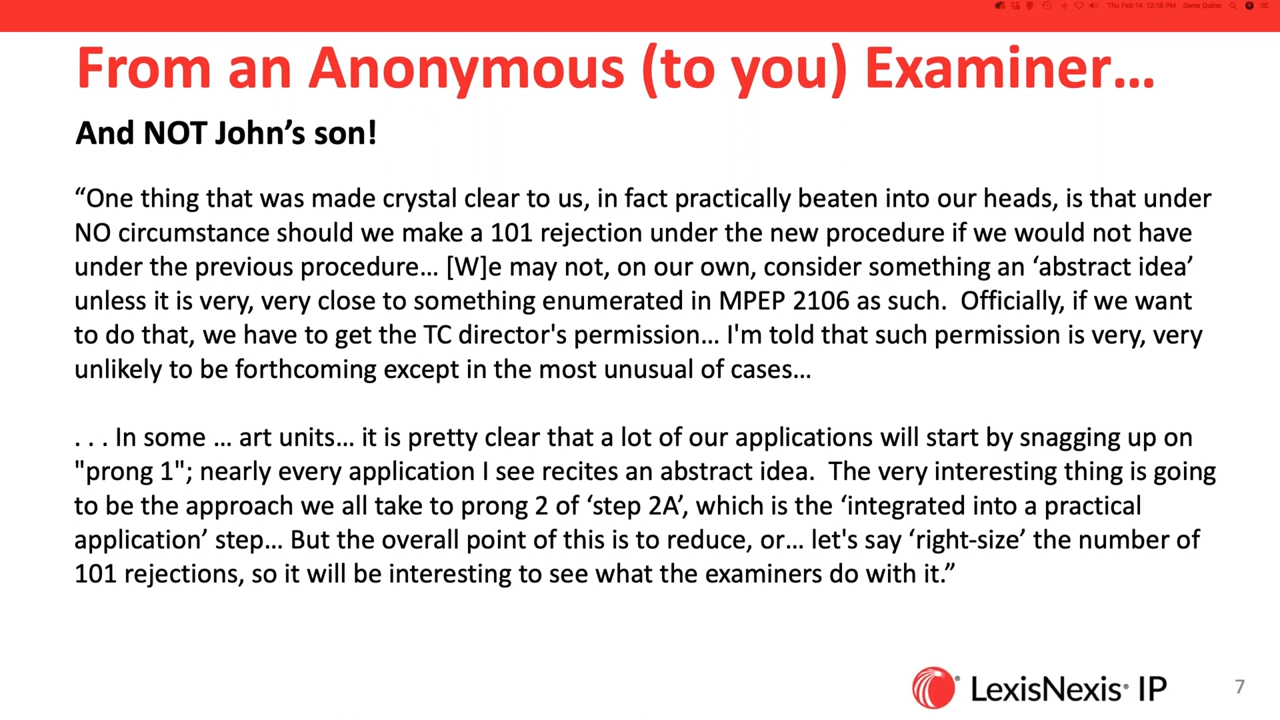 Thu Feb 14 12:16 PM Gene Quinn
From an Anonymous (to you) Examiner...
And NOT John's son!
“One thing that was made crystal clear to us, in fact practically beaten into our heads, is that under
NO circumstance should we make a 101 rejection under the new procedure if we would not have
under the previous procedure… [W]e may not, on our own, consider something an ‘abstract idea’
unless it is very, very close to something enumerated in MPEP 2106 as such.  Officially, if we want
to do that, we have to get the TC director's permission… I'm told that such permission is very, very
unlikely to be forthcoming except in the most unusual of cases…
. . . In some … art units… it is pretty clear that a lot of our applications will start by snagging up on
"prong 1"; nearly every application I see recites an abstract idea.  The very interesting thing is going
to be the approach we all take to prong 2 of ‘step 2A’, which is the ‘integrated into a practical
application’ step… But the overall point of this is to reduce, or… let's say ‘right-size’ the number of
101 rejections, so it will be interesting to see what the examiners do with it.”
LexisNexis® IP
7